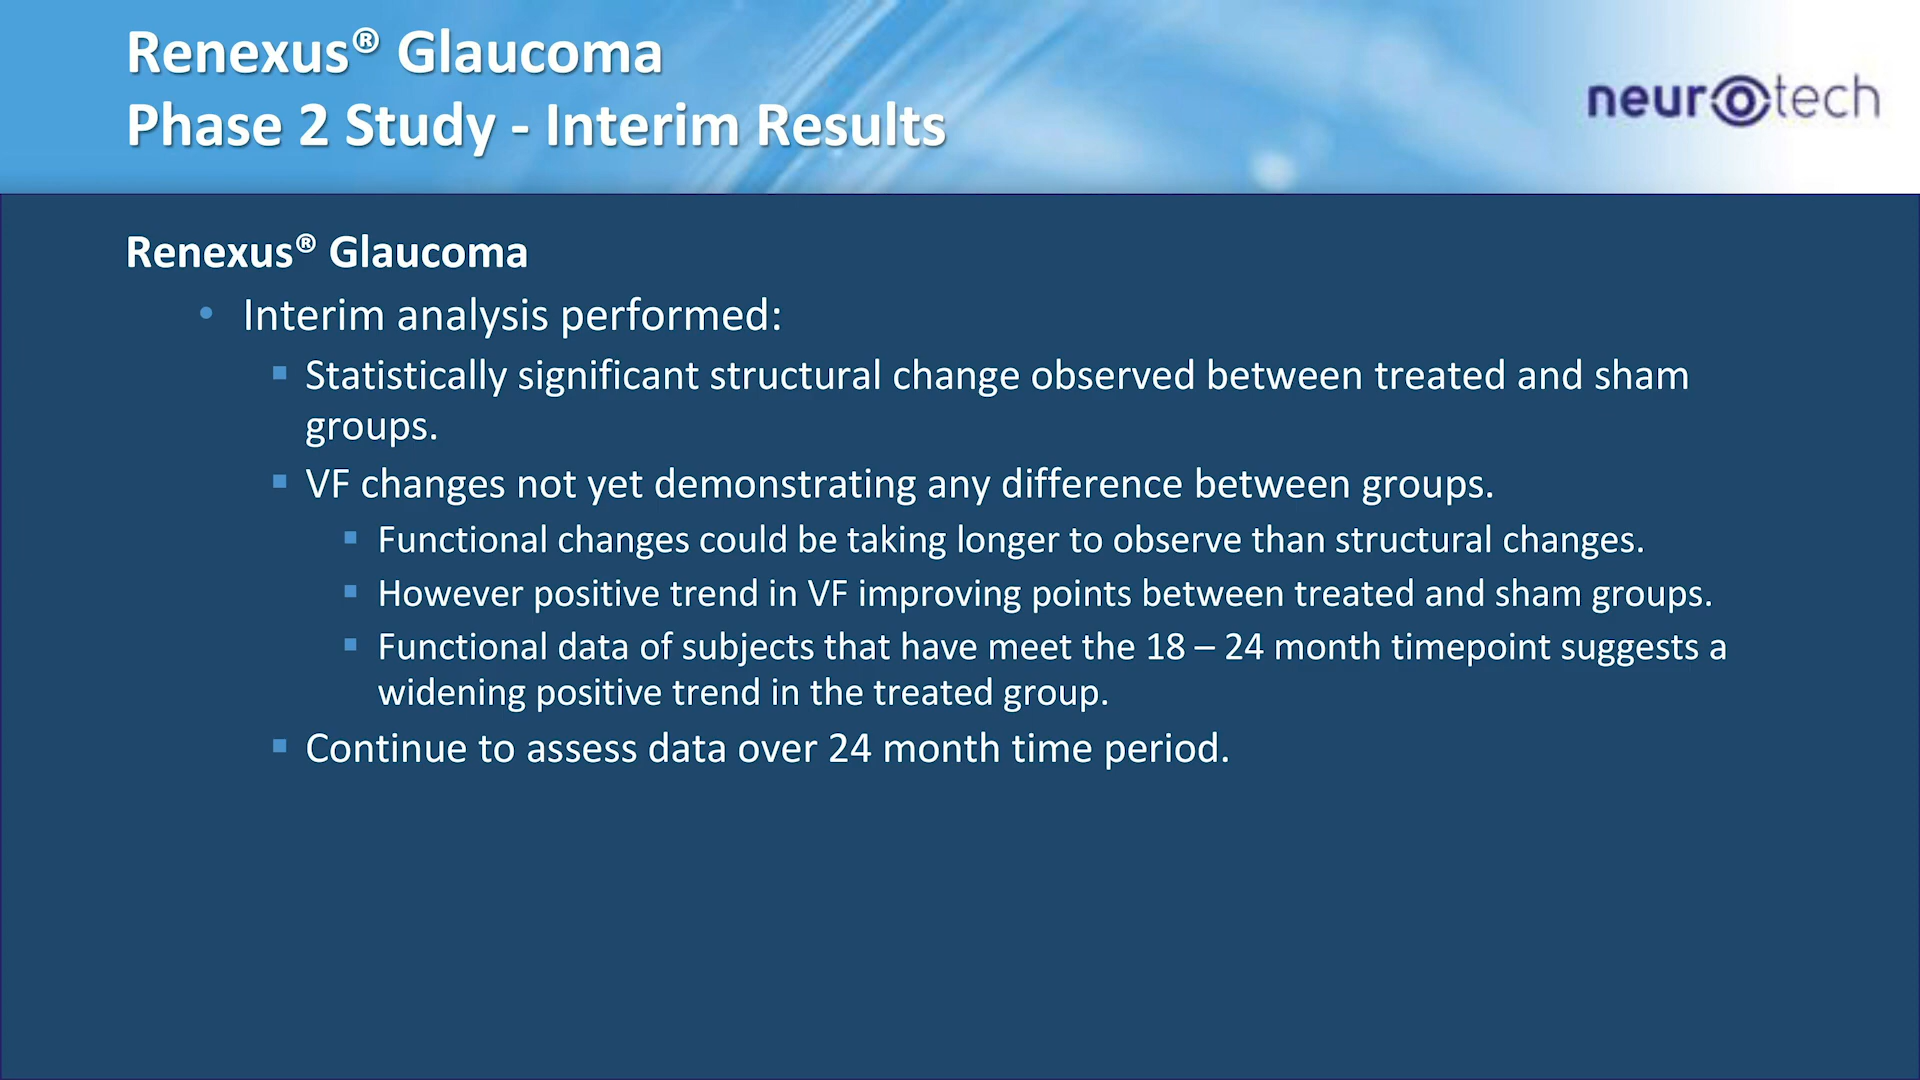 Renexus® Glaucoma
Phase 2 Study - Interim Results
neurotech
Renexus® Glaucoma
• Interim analysis performed:
▪ Statistically significant structural change observed between treated and sham
groups.
▪ VF changes not yet demonstrating any difference between groups.
▪ Functional changes could be taking longer to observe than structural changes.
▪ However positive trend in VF improving points between treated and sham groups.
▪ Functional data of subjects that have meet the 18 – 24 month timepoint suggests a
widening positive trend in the treated group.
▪ Continue to assess data over 24 month time period.